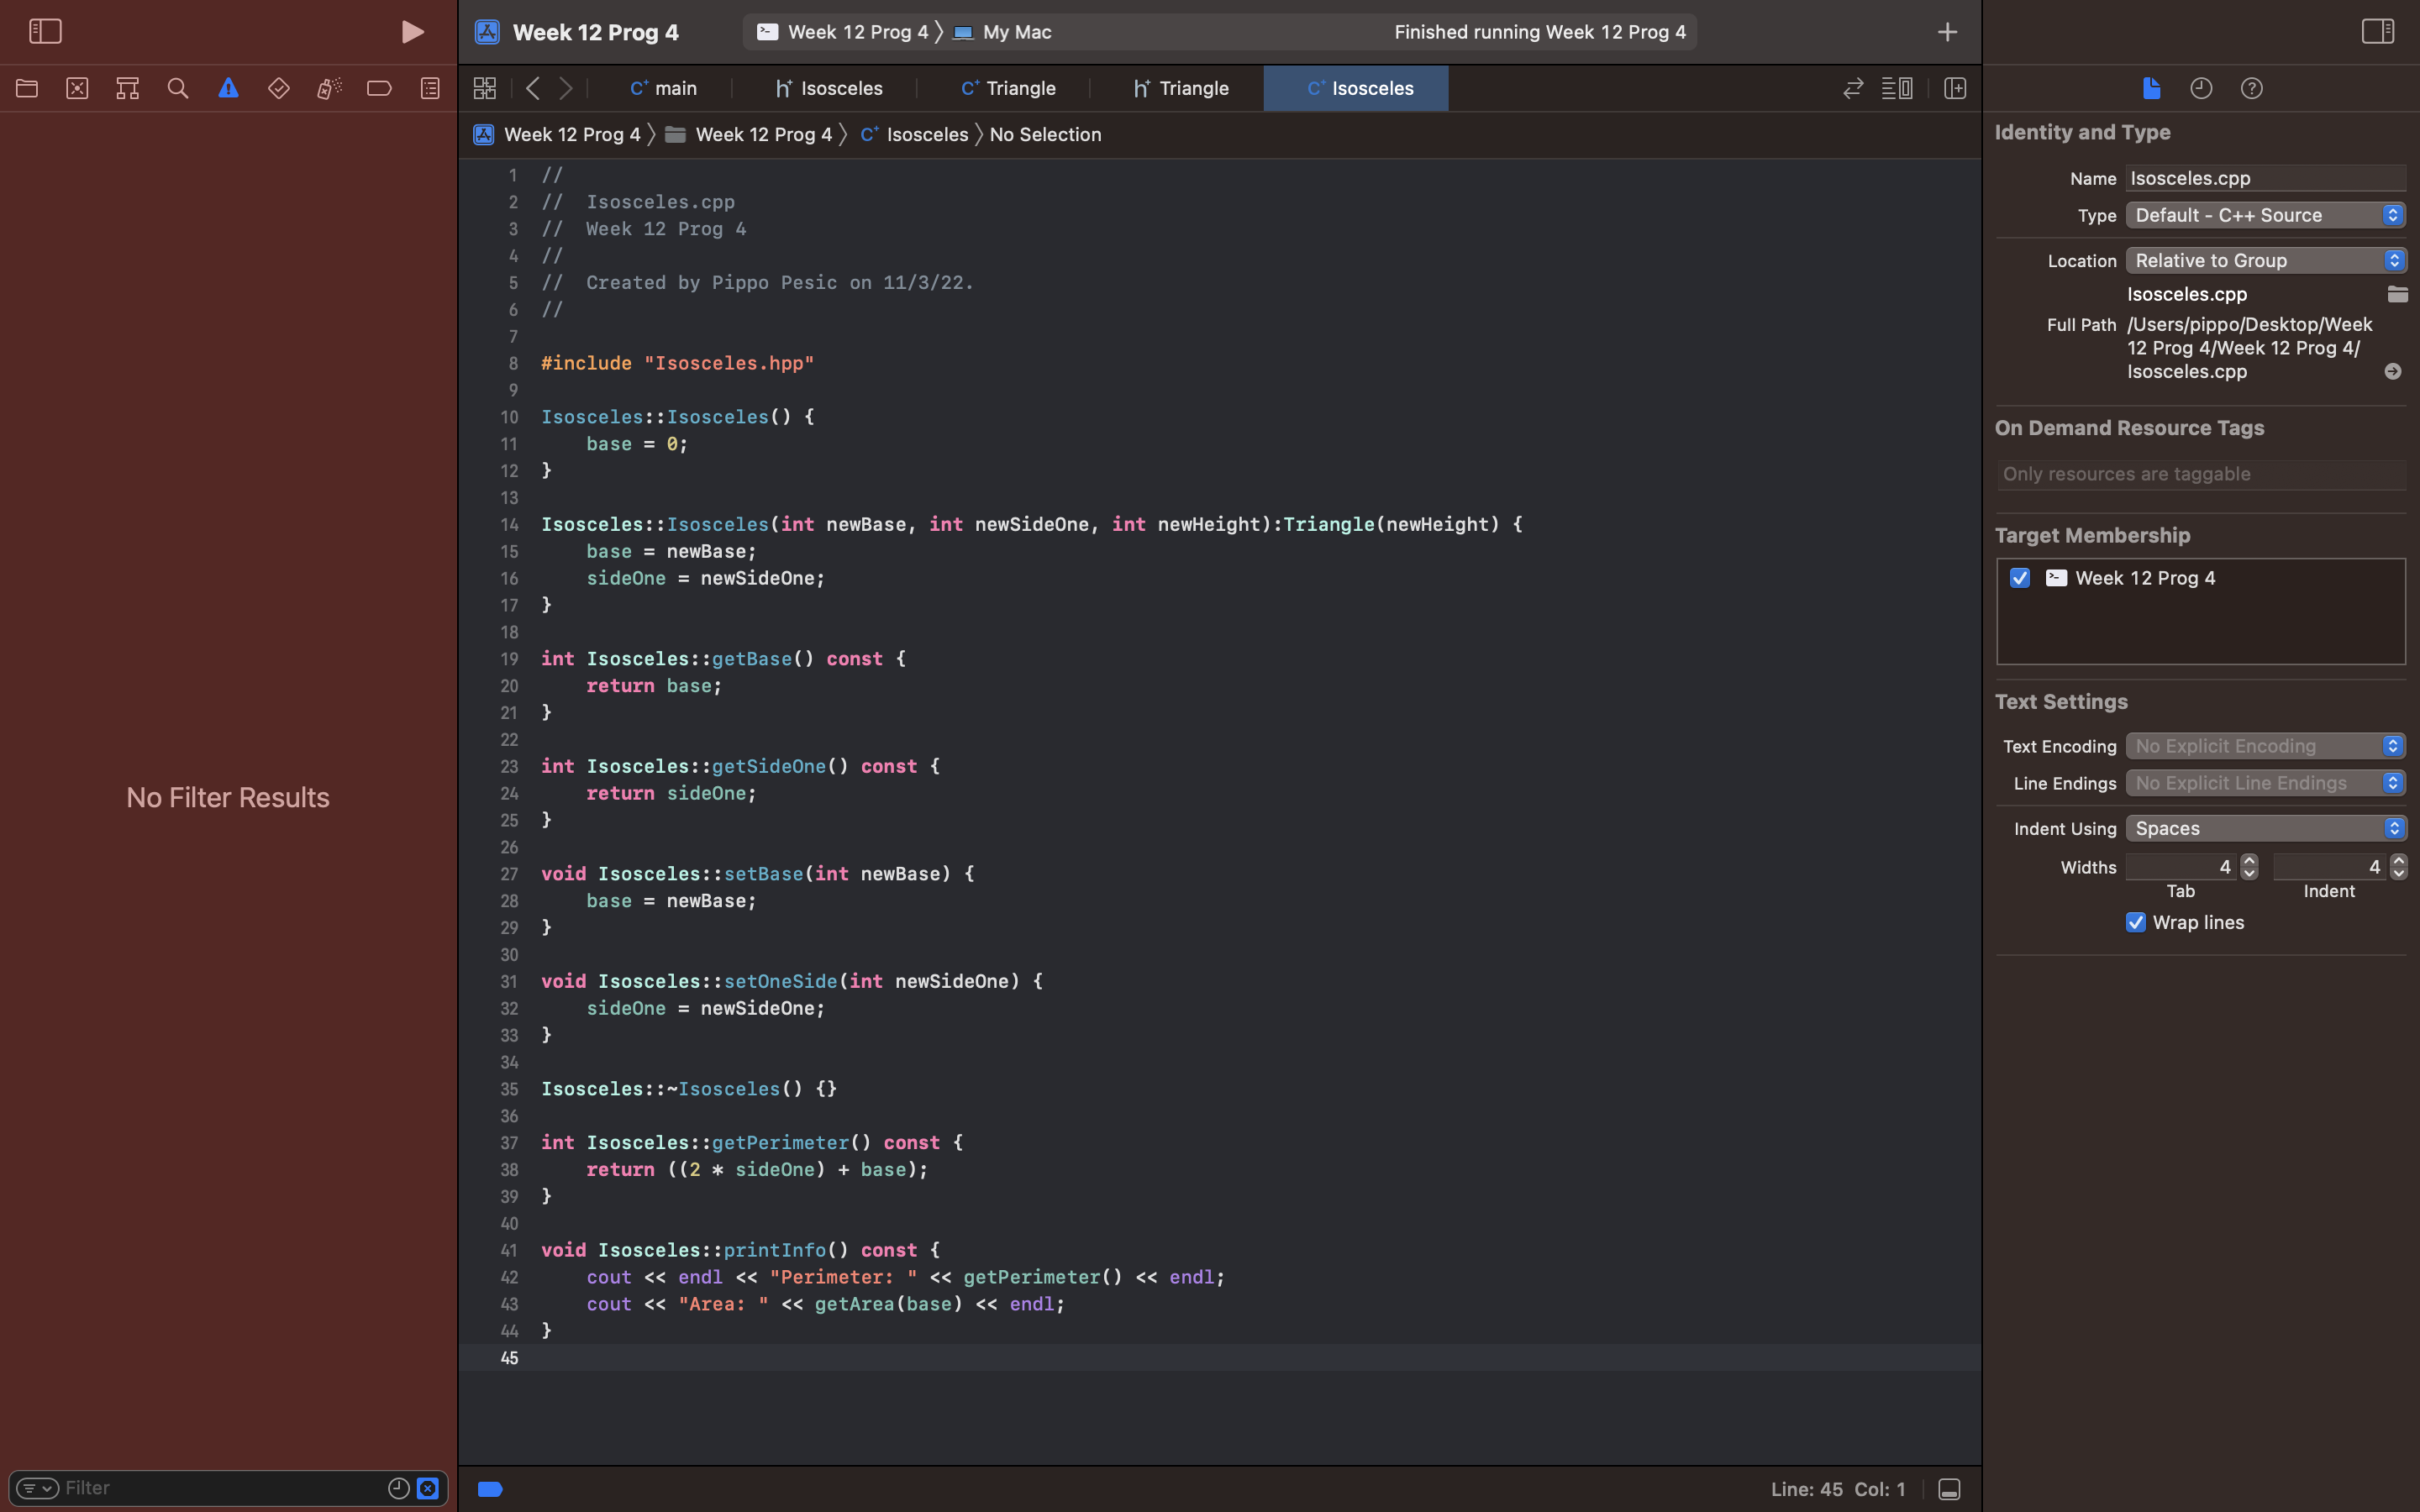 Week 12 Prog 4
Week 12 Prog 4 〉 My Mac
Finished running Week 12 Prog 4
C+ main
h+ Isosceles
C+ Triangle
h+ Triangle
C+ Isosceles
Week 12 Prog 4 〉 Week 12 Prog 4 〉 C+ Isosceles 〉 No Selection
No Filter Results
Filter
1 //
2 //  Isosceles.cpp
3 //  Week 12 Prog 4
4 //
5 //  Created by Pippo Pesic on 11/3/22.
6 //
7
8 #include "Isosceles.hpp"
9
10 Isosceles::Isosceles() {
11     base = 0;
12 }
13
14 Isosceles::Isosceles(int newBase, int newSideOne, int newHeight):Triangle(newHeight) {
15     base = newBase;
16     sideOne = newSideOne;
17 }
18
19 int Isosceles::getBase() const {
20     return base;
21 }
22
23 int Isosceles::getSideOne() const {
24     return sideOne;
25 }
26
27 void Isosceles::setBase(int newBase) {
28     base = newBase;
29 }
30
31 void Isosceles::setOneSide(int newSideOne) {
32     sideOne = newSideOne;
33 }
34
35 Isosceles::~Isosceles() {}
36
37 int Isosceles::getPerimeter() const {
38     return ((2 * sideOne) + base);
39 }
40
41 void Isosceles::printInfo() const {
42     cout << endl << "Perimeter: " << getPerimeter() << endl;
43     cout << "Area: " << getArea(base) << endl;
44 }
45
Line: 45  Col: 1
Identity and Type
Name Isosceles.cpp
Type Default - C++ Source
Location Relative to Group
Isosceles.cpp
Full Path /Users/pippo/Desktop/Week
12 Prog 4/Week 12 Prog 4/
Isosceles.cpp
On Demand Resource Tags
Only resources are taggable
Target Membership
Week 12 Prog 4
Text Settings
Text Encoding No Explicit Encoding
Line Endings No Explicit Line Endings
Indent Using Spaces
Widths 4 4
Tab Indent
Wrap lines